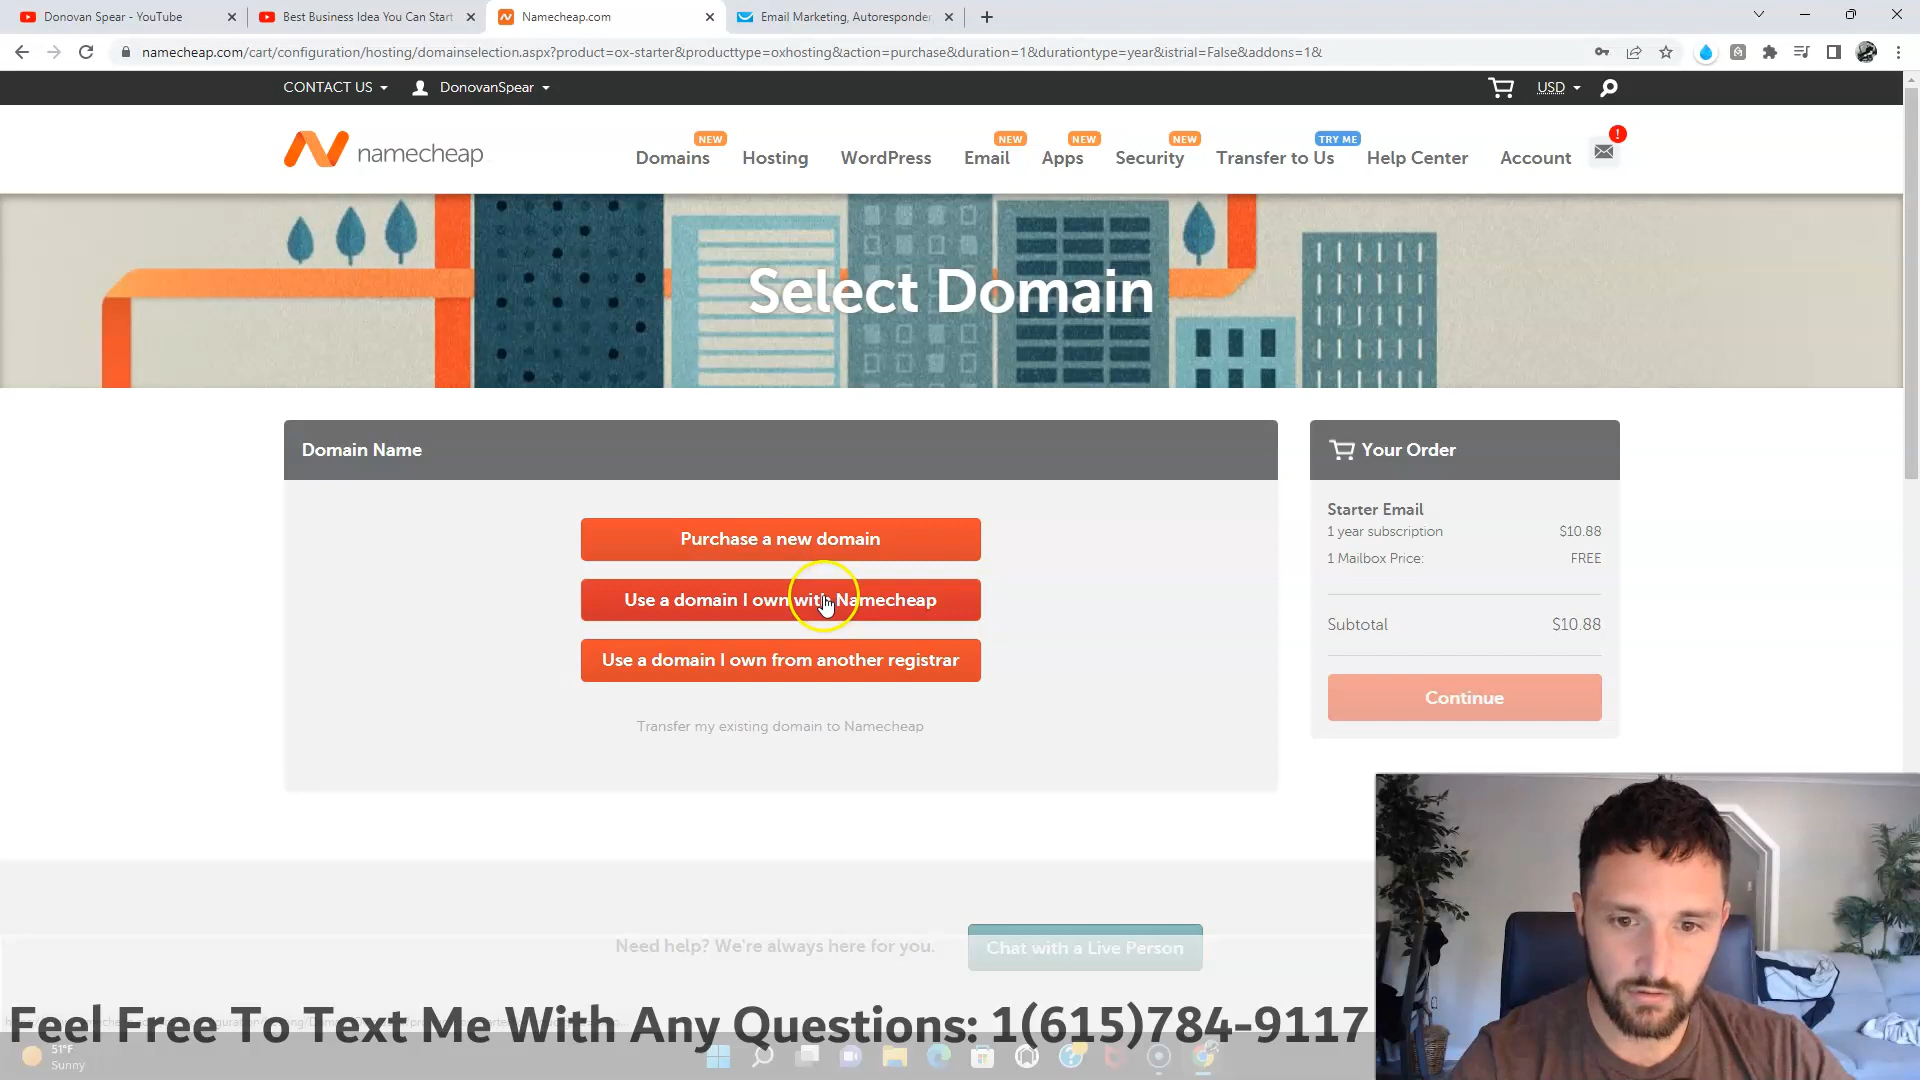 Donovan Spear - YouTube
Best Business Idea You Can Start
Namecheap.com
Email Marketing, Autoresponder
namecheap.com/cart/configuration/hosting/domainselection.aspx?product=ox-starter&producttype=oxhosting&action=purchase&duration=1&durationtype=year&istrial=False&addons=1&
CONTACT US
DonovanSpear
USD
namecheap
NEW
NEW
NEW
NEW
TRY ME
Domains
Hosting
WordPress
Email
Apps
Security
Transfer to Us
Help Center
Account
!
Select Domain
Domain Name
Purchase a new domain
Use a domain I own with Namecheap
Use a domain I own from another registrar
Transfer my existing domain to Namecheap
Your Order
Starter Email
1 year subscription $10.88
1 Mailbox Price: FREE
Subtotal $10.88
Continue
Need help? We're always here for you.
Chat with a Live Person
Feel Free To Text Me With Any Questions: 1(615)784-9117
51°F
Sunny